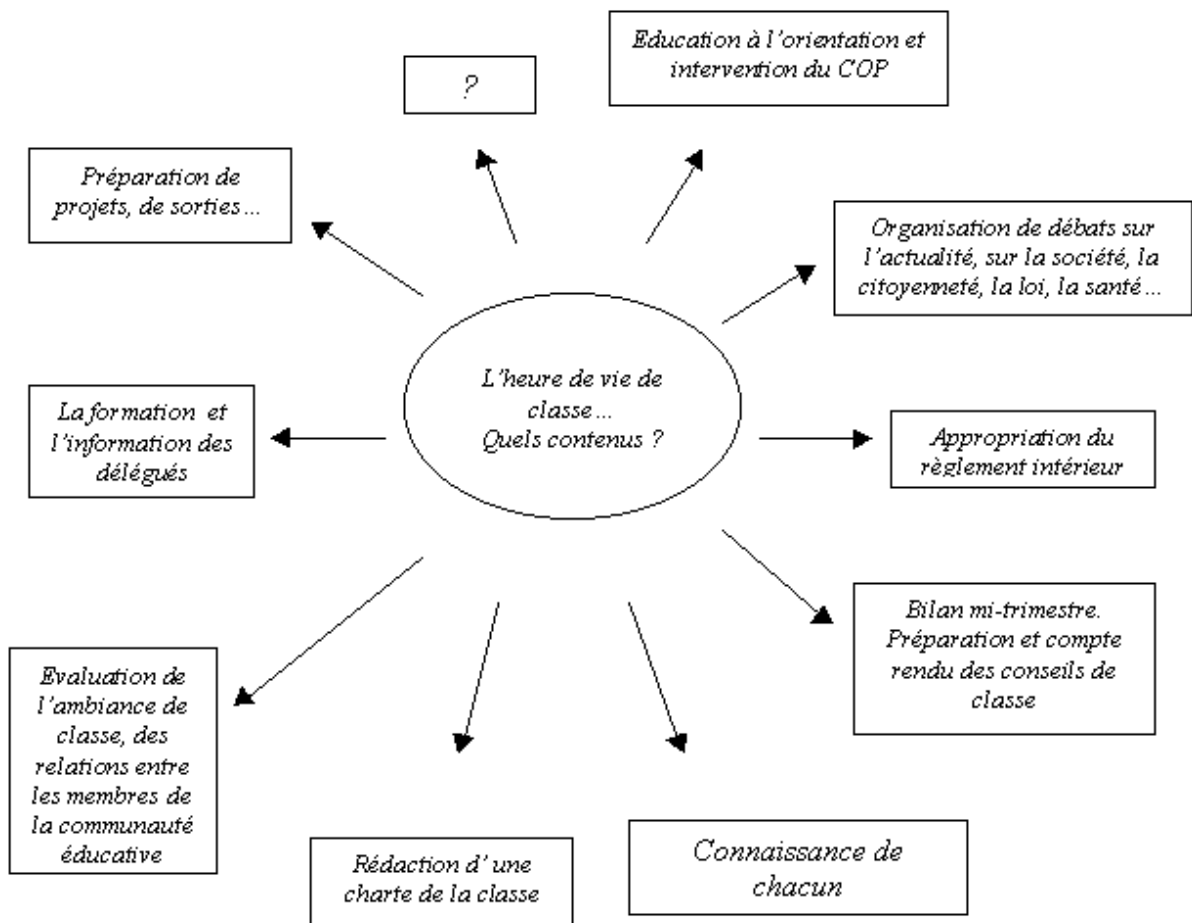 Education à l'orientation et
intervention du COP
?
Préparation de
projets, de sorties...
Organisation de débats sur
l'actualité, sur la société, la
citoyenneté, la loi, la santé...
L'heure de vie de
classe...
Quels contenus ?
La formation et
l'information des
délégués
Appropriation du
règlement intérieur
Bilan mi-trimestre.
Préparation et compte
rendu des conseils de
classe
Evaluation de
l'ambiance de
classe, des
relations entre
les membres de
la communauté
éducative
Rédaction d' une
charte de la classe
Connaissance de
chacun